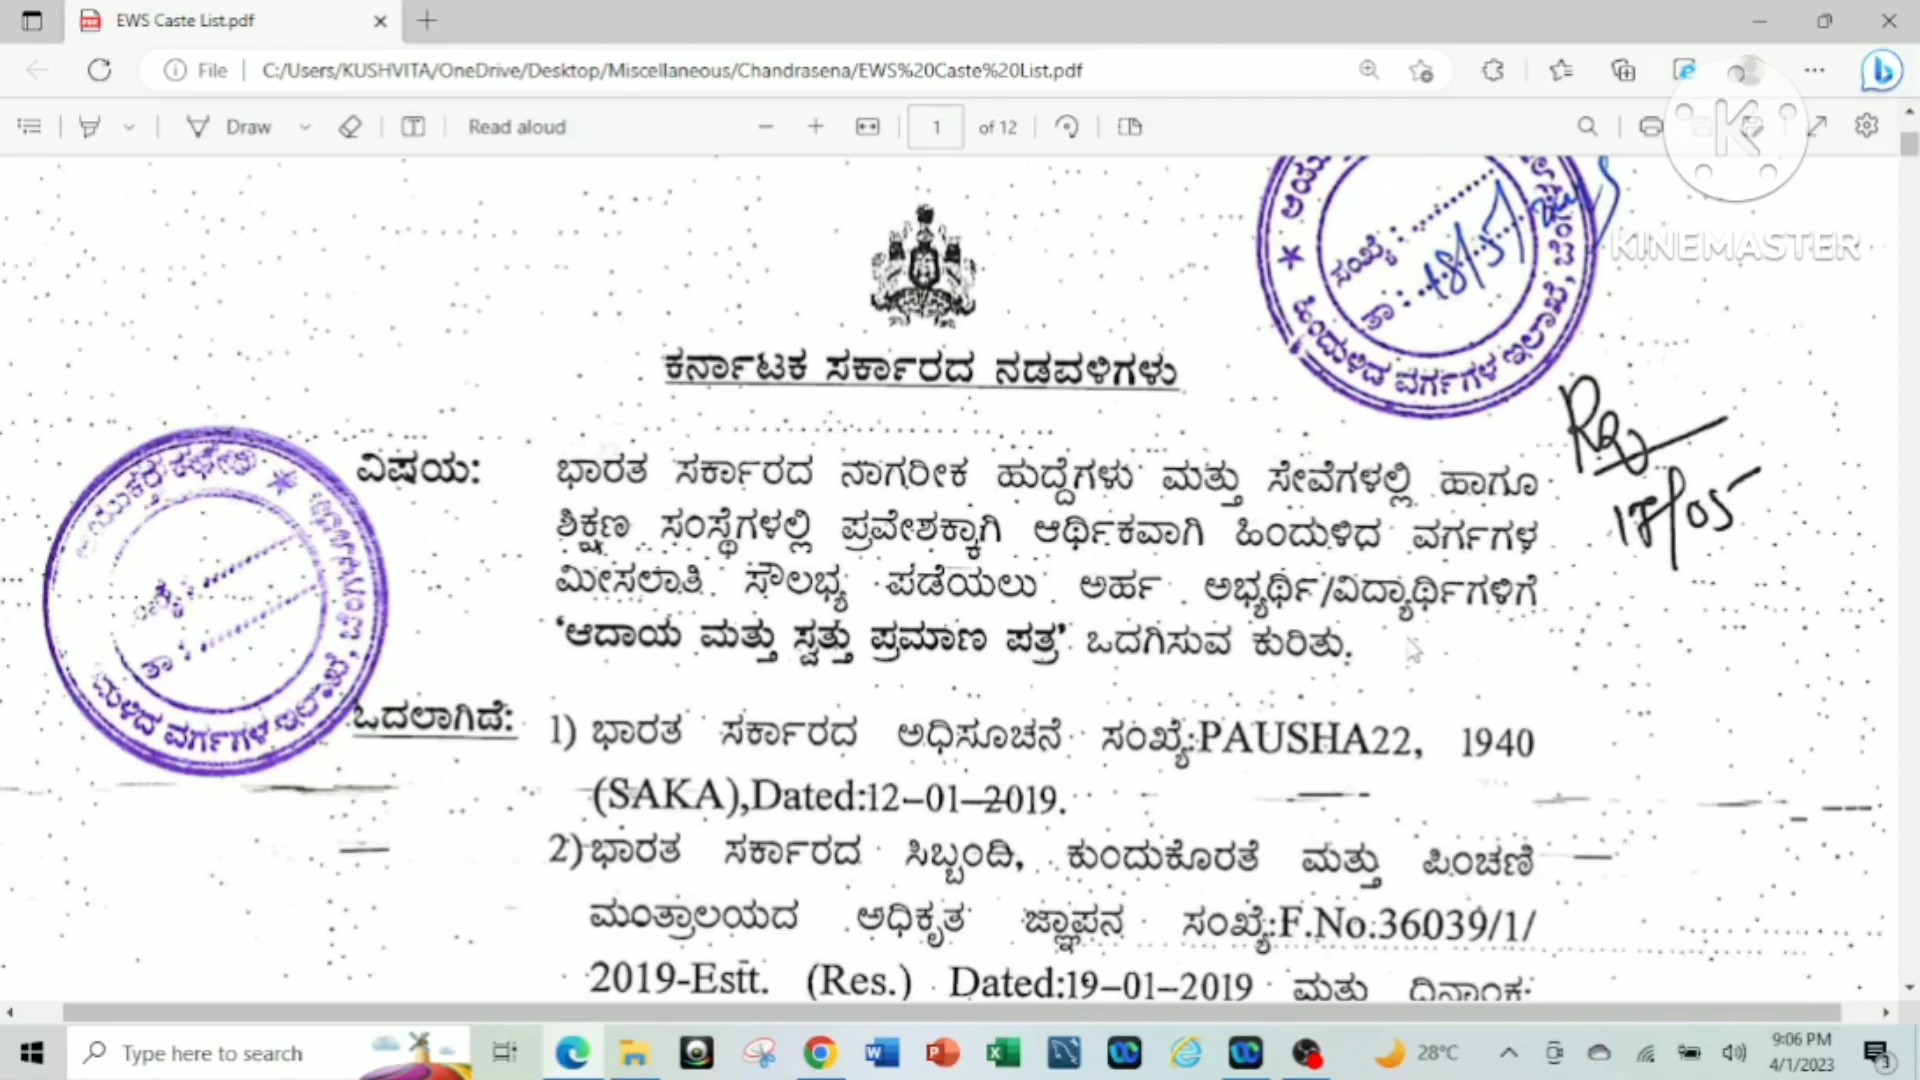 EWS Caste List.pdf
File C:/Users/KUSHVITA/OneDrive/Desktop/Miscellaneous/Chandrasena/EWS%20Caste%20List.pdf
Draw Read aloud 1 of 12
KINEMASTER
ಸಂಖ್ಯೆ:
ಹಿಂದುಳಿದ ವರ್ಗಗಳ ಇಲಾಖೆ,
ಕರ್ನಾಟಕ ಸರ್ಕಾರದ ನಡವಳಿಗಳು
ವಿಷಯ: ಭಾರತ ಸರ್ಕಾರದ ನಾಗರೀಕ ಹುದ್ದೆಗಳು ಮತ್ತು ಸೇವೆಗಳಲ್ಲಿ ಹಾಗೂ
ಶಿಕ್ಷಣ ಸಂಸ್ಥೆಗಳಲ್ಲಿ ಪ್ರವೇಶಕ್ಕಾಗಿ ಆರ್ಥಿಕವಾಗಿ ಹಿಂದುಳಿದ ವರ್ಗಗಳ
ಮೀಸಲಾತಿ ಸೌಲಭ್ಯ ಪಡೆಯಲು ಅರ್ಹ ಅಭ್ಯರ್ಥಿ/ವಿದ್ಯಾರ್ಥಿಗಳಿಗೆ
'ಆದಾಯ ಮತ್ತು ಸ್ವತ್ತು ಪ್ರಮಾಣ ಪತ್ರ' ಒದಗಿಸುವ ಕುರಿತು.
17/05
ಒದಲಾಗಿದೆ: 1) ಭಾರತ ಸರ್ಕಾರದ ಅಧಿಸೂಚನೆ ಸಂಖ್ಯೆ:PAUSHA22, 1940
(SAKA),Dated:12-01-2019.
2)ಭಾರತ ಸರ್ಕಾರದ ಸಿಬ್ಬಂದಿ, ಕುಂದುಕೊರತೆ ಮತ್ತು ಪಿಂಚಣಿ
ಮಂತ್ರಾಲಯದ ಅಧಿಕೃತ ಜ್ಞಾಪನ ಸಂಖ್ಯೆ:F.No:36039/1/
2019-Estt. (Res.) Dated:19-01-2019 ಮತ್ತು ದಿನಾಂಕ:
Type here to search
28°C
9:06 PM
4/1/2023
3